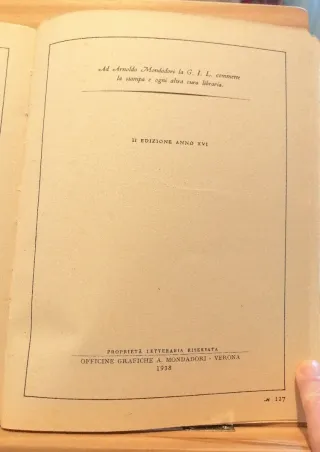 Ad Arnoldo Mondadori la G. I. L. commette
la stampa e ogni altra cura libraria.
II EDIZIONE ANNO XVI
PROPRIETÀ LETTERARIA RISERVATA
OFFICINE GRAFICHE A. MONDADORI - VERONA
1938
117